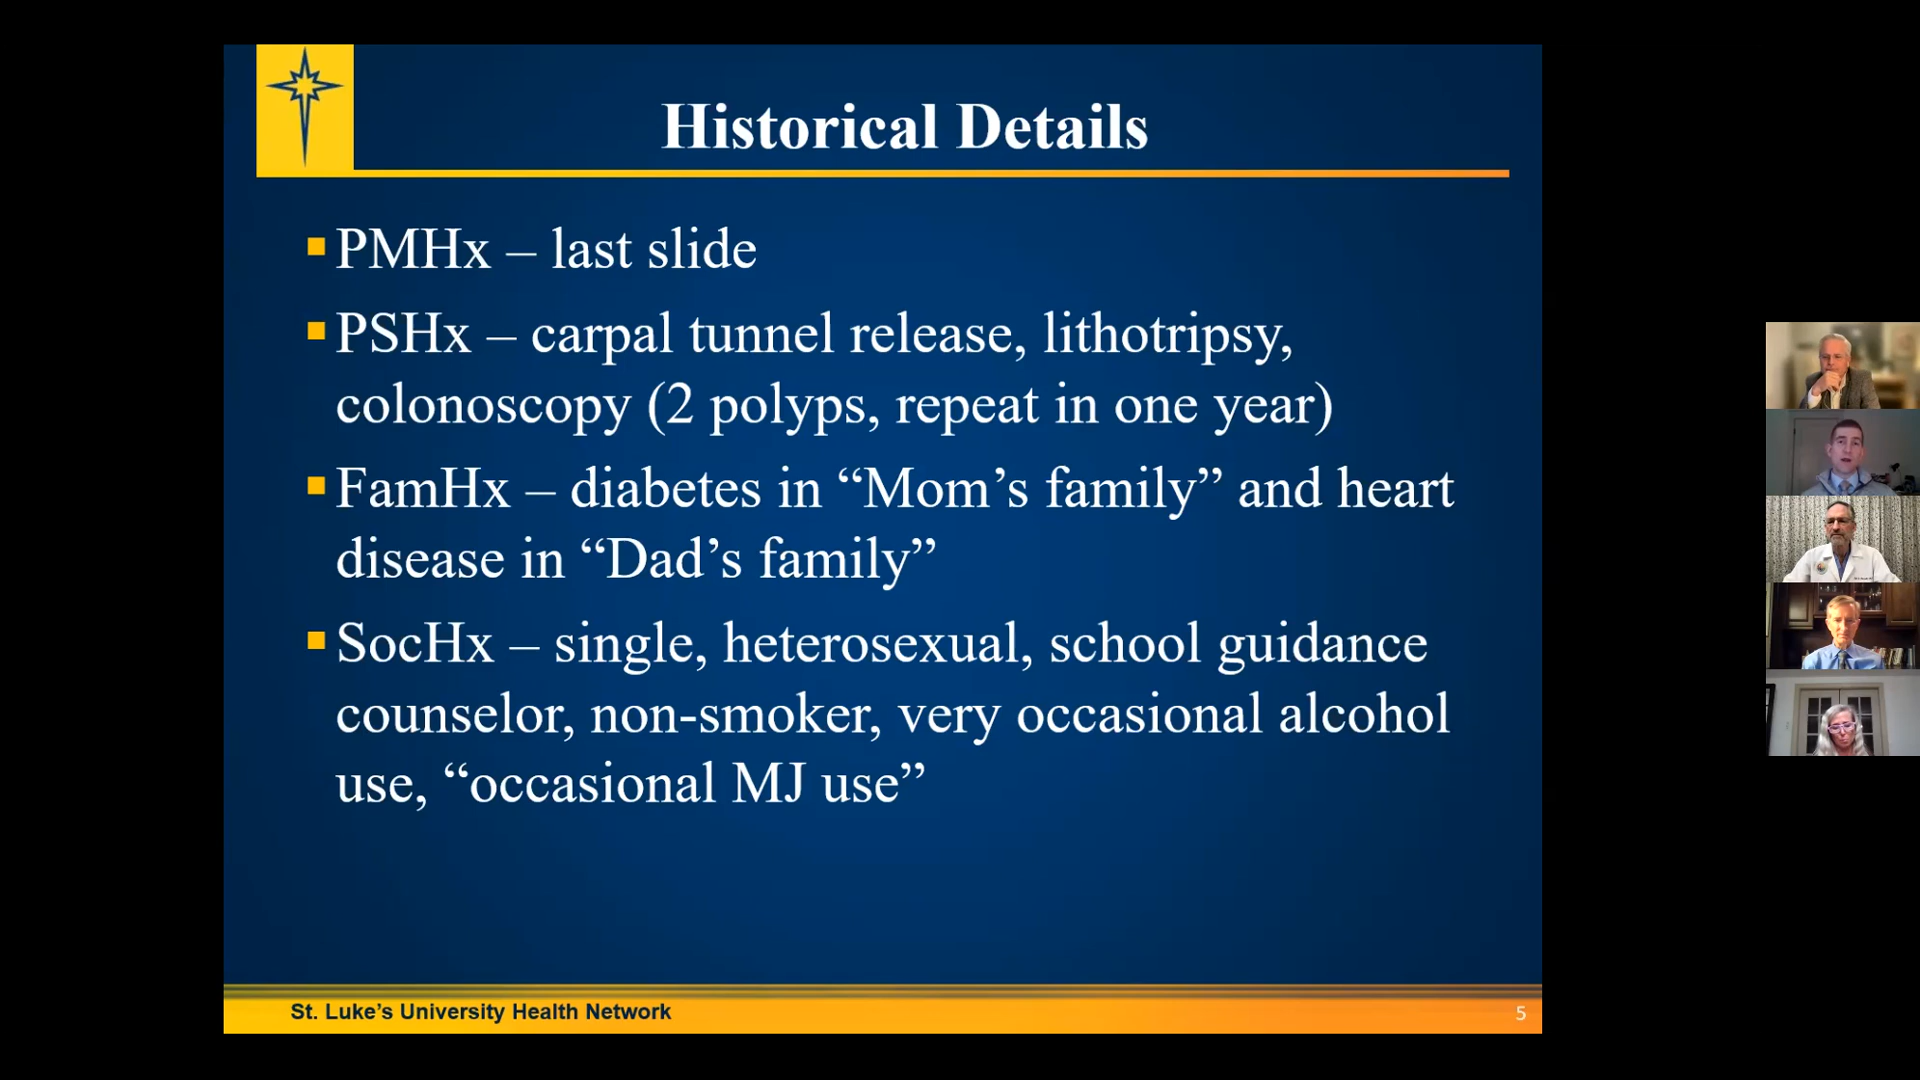 Historical Details
PMHx – last slide
PSHx – carpal tunnel release, lithotripsy,
colonoscopy (2 polyps, repeat in one year)
FamHx – diabetes in “Mom’s family” and heart
disease in “Dad’s family”
SocHx – single, heterosexual, school guidance
counselor, non-smoker, very occasional alcohol
use, “occasional MJ use”
St. Luke’s University Health Network
5